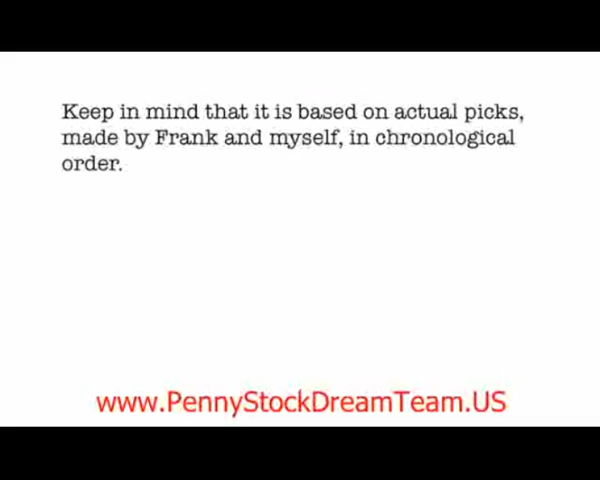 Keep in mind that it is based on actual picks,
made by Frank and myself, in chronological
order.
www.PennyStockDreamTeam.US